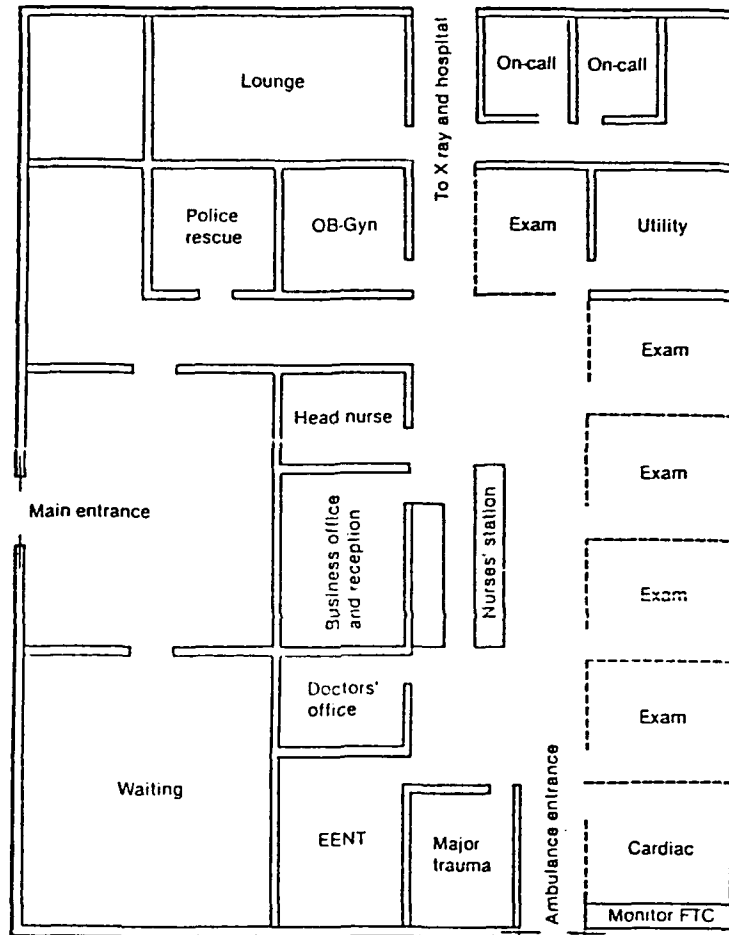 Lounge
To X ray and hospital
On-call
On-call
Police
rescue
OB-Gyn
Exam
Utility
Exam
Head nurse
Exam
Main entrance
Business office
and reception
Nurses' station
Exam
Doctors'
office
Exam
Waiting
EENT
Major
trauma
Ambulance entrance
Cardiac
Monitor FTC